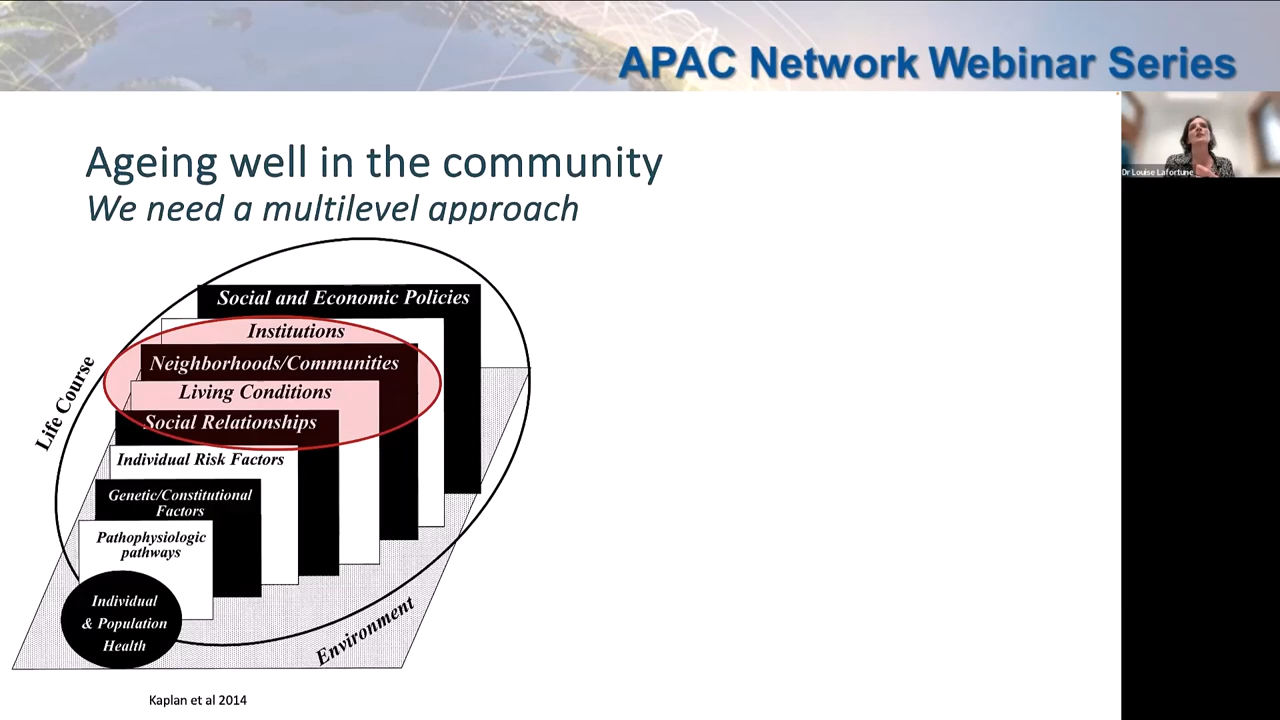 APAC Network Webinar Series
Dr Louise Lafortune
Ageing well in the community
We need a multilevel approach
Social and Economic Policies
Institutions
Neighborhoods/Communities
Living Conditions
Social Relationships
Individual Risk Factors
Genetic/Constitutional
Factors
Pathophysiologic
pathways
Individual
& Population
Health
Life Course
Environment
Kaplan et al 2014